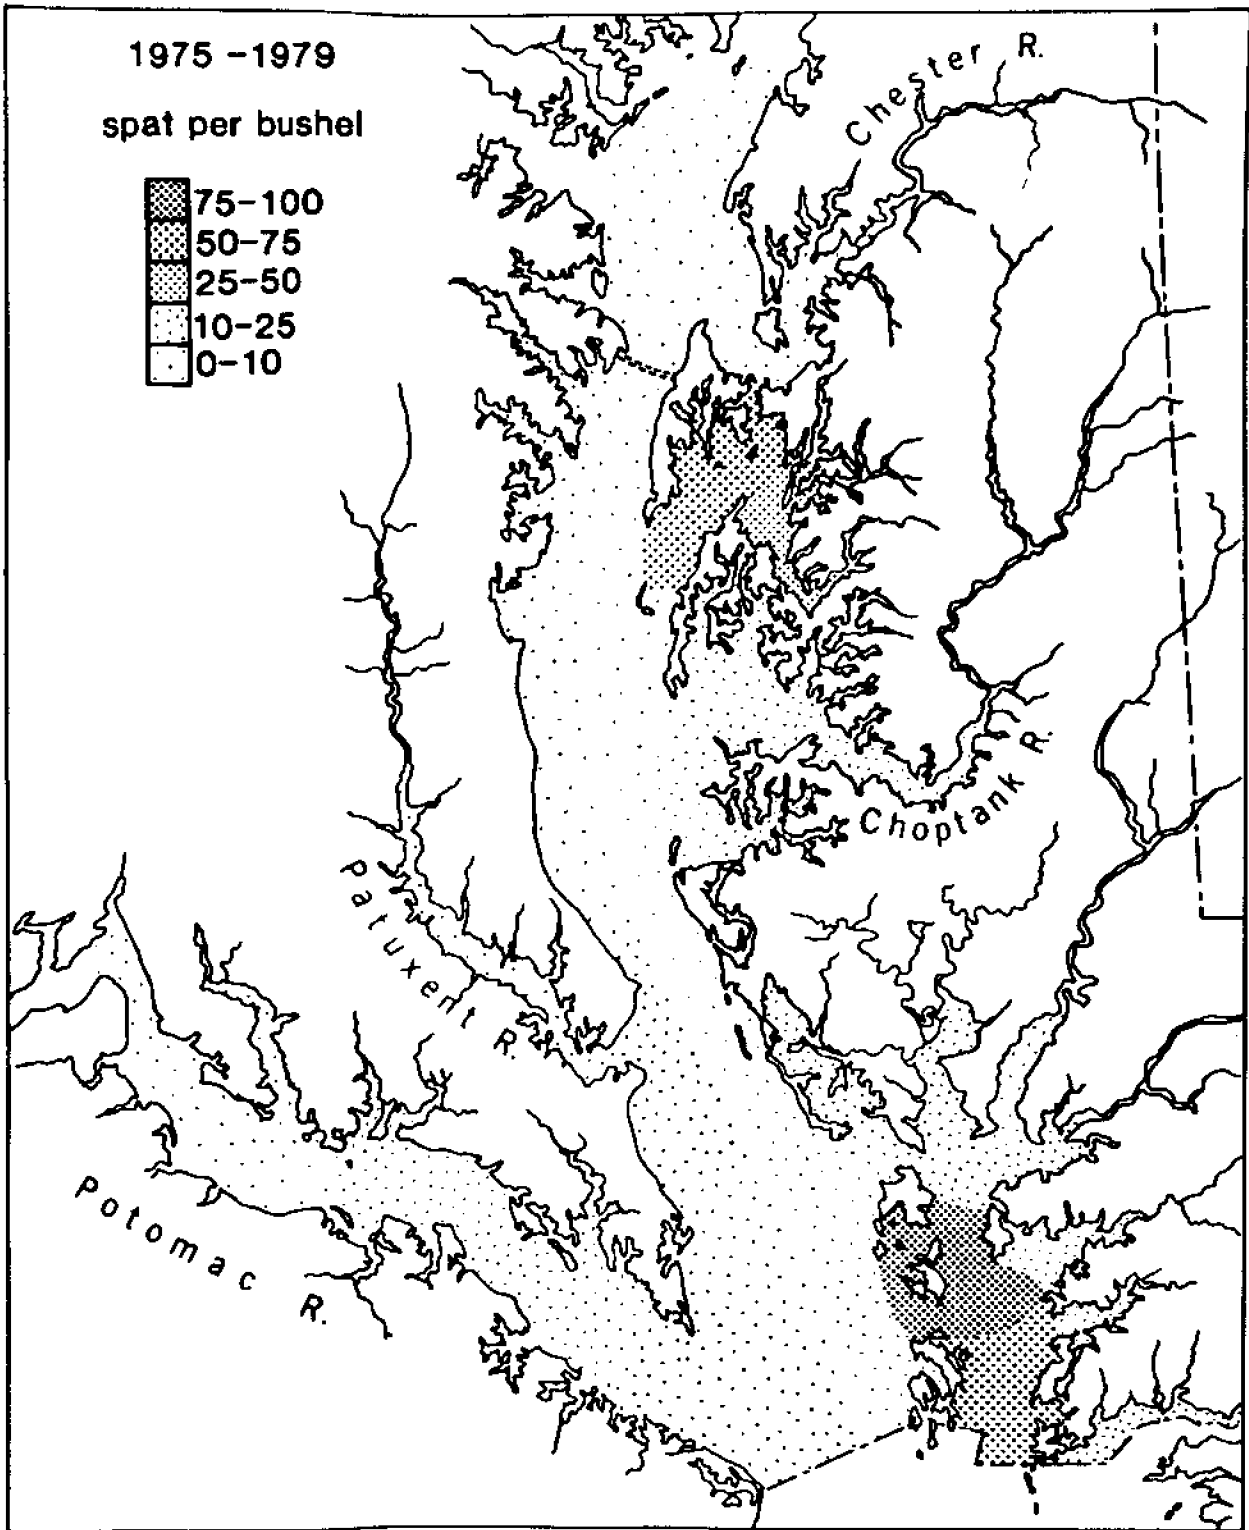 1975 -1979
spat per bushel
75-100
50-75
25-50
10-25
0-10
Chester R.
Choptank R.
Patuxent R.
Potomac R.